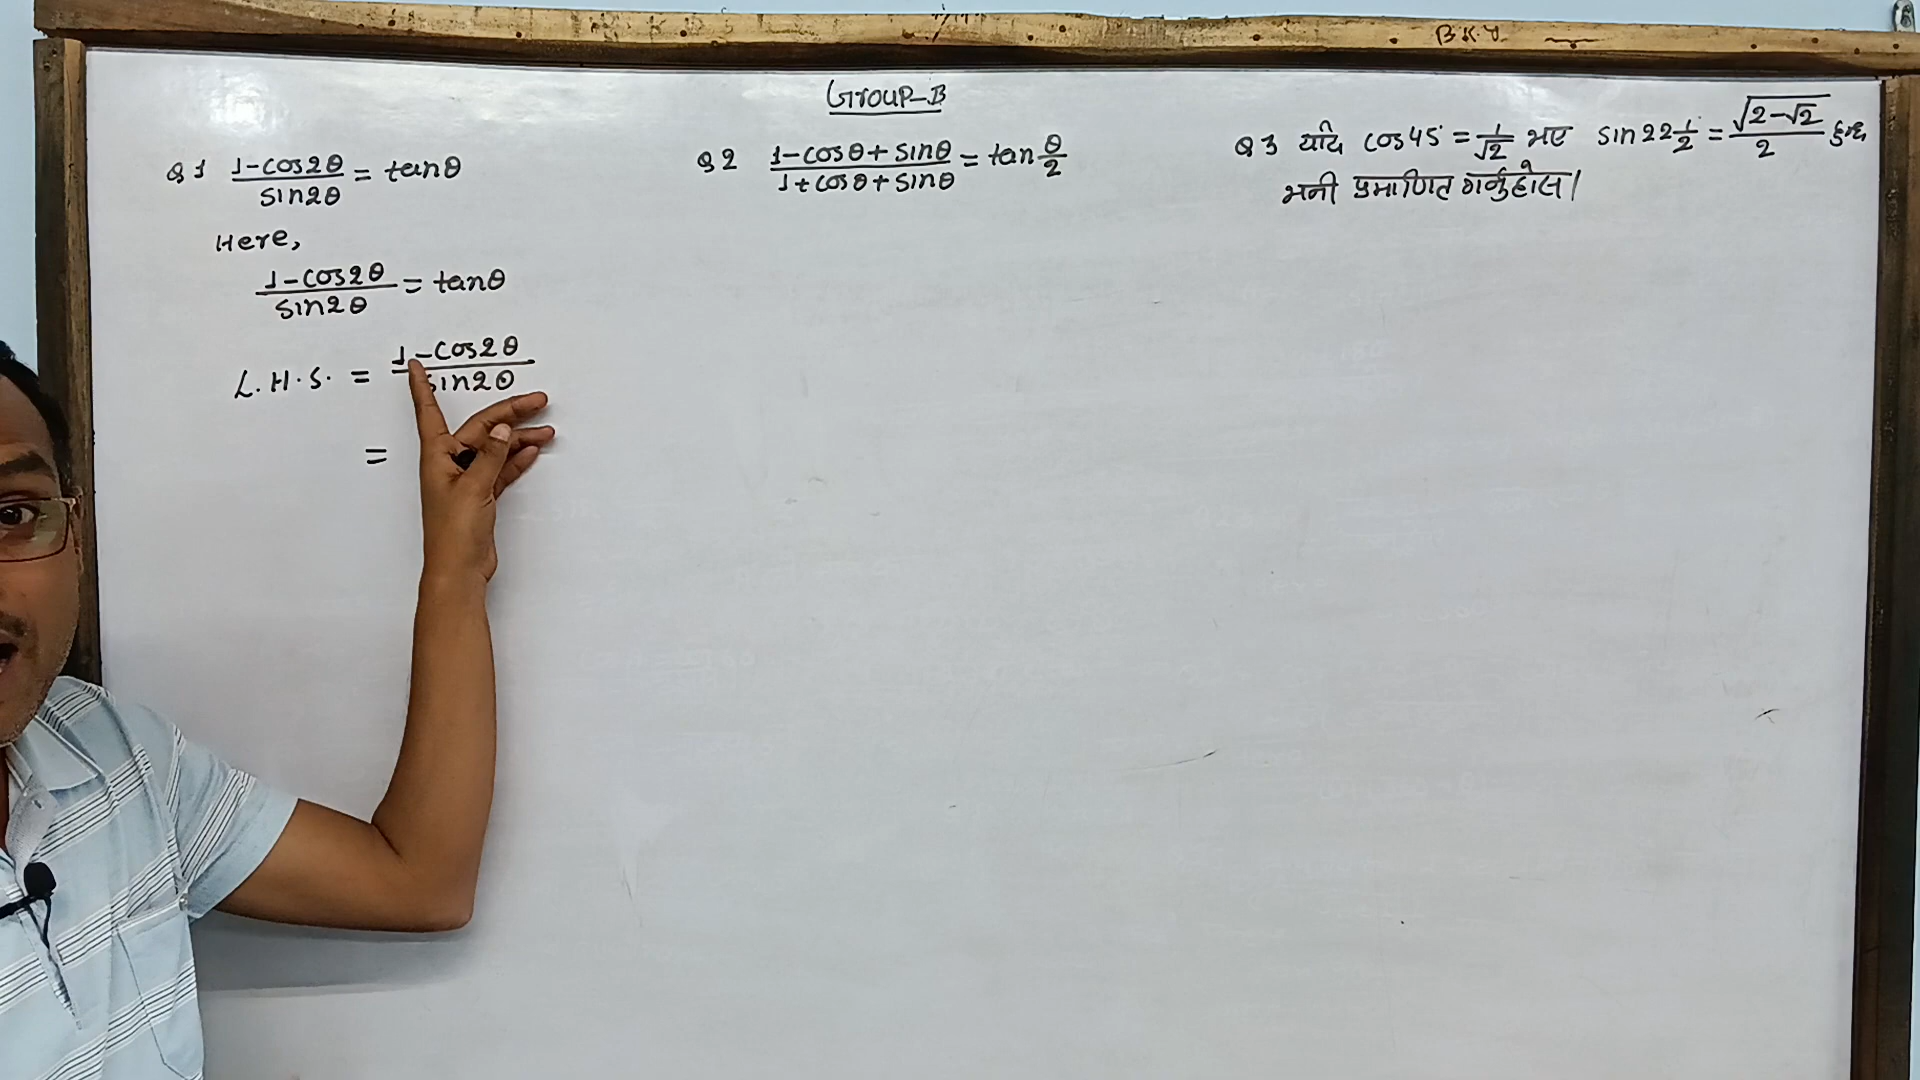 B.K.Y.
Group-B
Q1 (1-cos2θ)/(sin2θ) = tanθ
Here,
(1-cos2θ)/(sin2θ) = tanθ
L.H.S. = (1-cos2θ)/(sin2θ)
=
Q2 (1-cosθ+sinθ)/(1+cosθ+sinθ) = tan θ/2
Q3 यदि cos45° = 1/√2 भए sin22 1/2° = √(2-√2)/2 हुन्छ
भनी प्रमाणित गर्नुहोस।